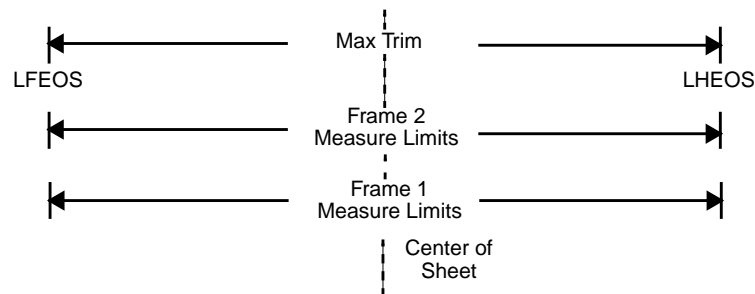 Max Trim
LFEOS
LHEOS
Frame 2
Measure Limits
Frame 1
Measure Limits
Center of
Sheet